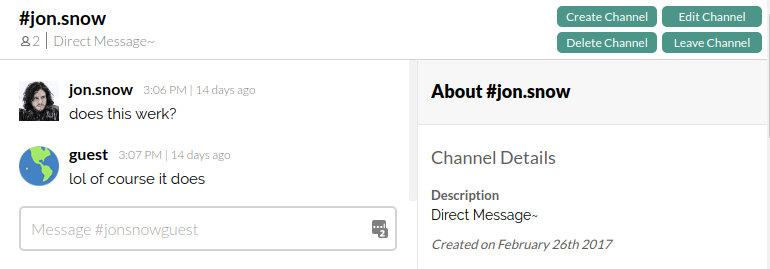 #jon.snow
2 | Direct Message~
Create Channel
Edit Channel
Delete Channel
Leave Channel
jon.snow 3:06 PM | 14 days ago
does this werk?
guest 3:07 PM | 14 days ago
lol of course it does
Message #jonsnowguest
2
About #jon.snow
Channel Details
Description
Direct Message~
Created on February 26th 2017